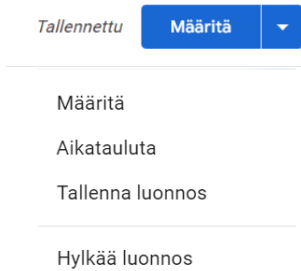 Tallennettu Määritä
Määritä
Aikatauluta
Tallenna luonnos
Hylkää luonnos